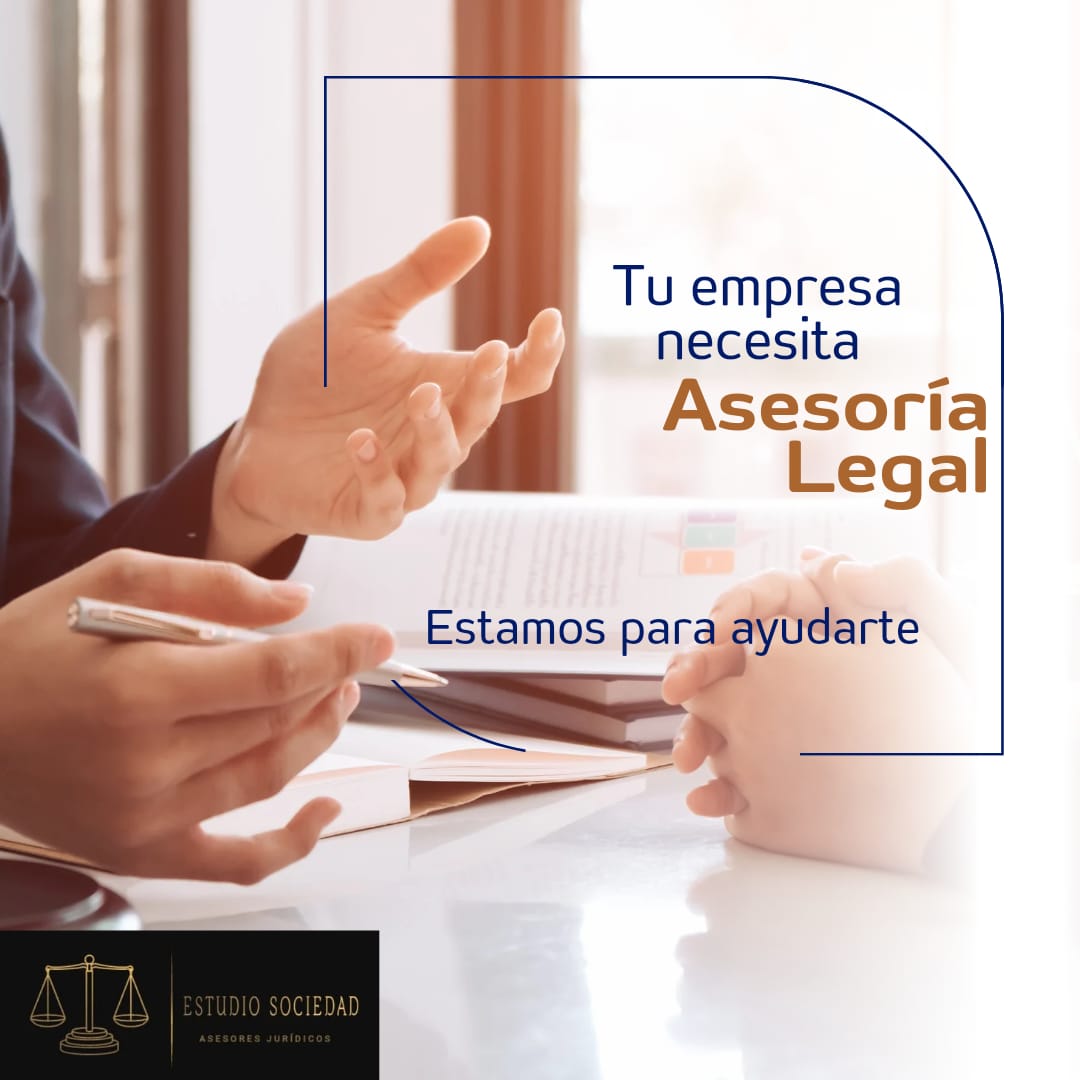 Tu empresa
necesita
Asesoría
Legal
Estamos para ayudarte
ESTUDIO SOCIEDAD
ASESORES JURÍDICOS